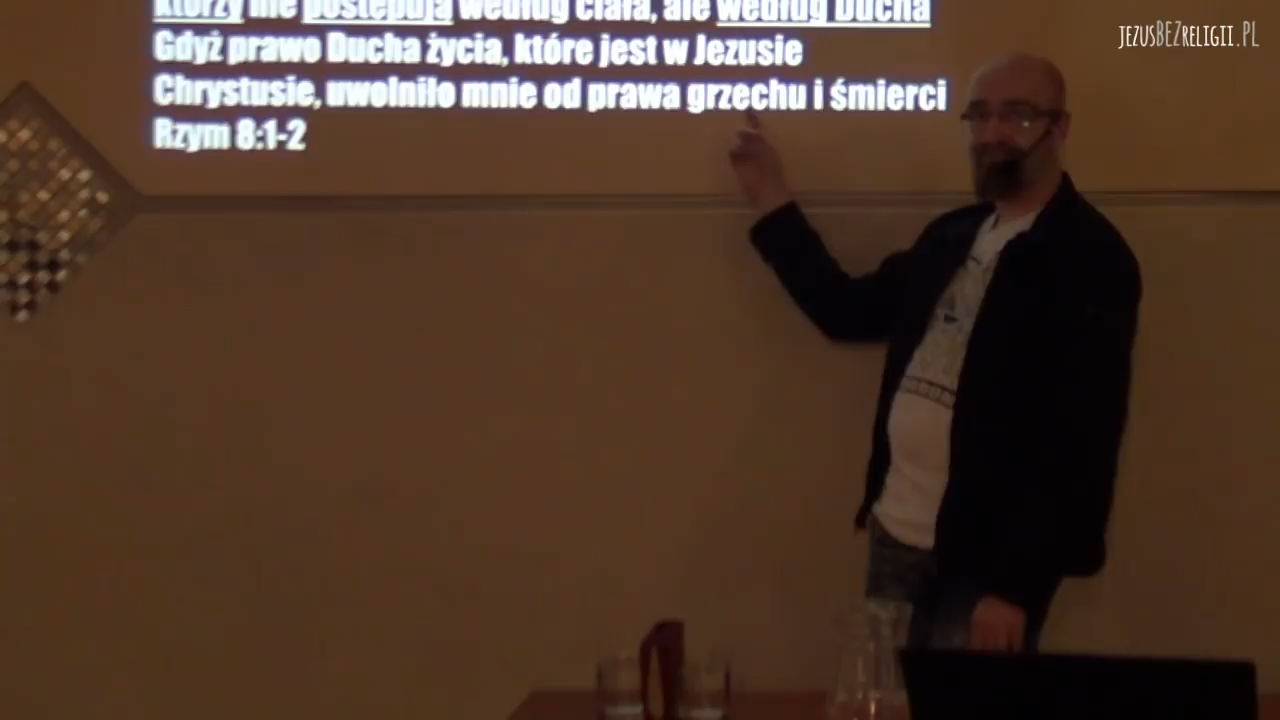 którzy nie postępują według ciała, ale według Ducha
Gdyż prawo Ducha życia, które jest w Jezusie
Chrystusie, uwolniło mnie od prawa grzechu i śmierci
Rzym 8:1-2
JEZUSBEZRELIGII.PL